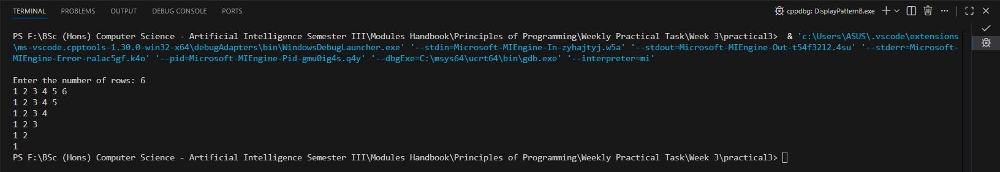 TERMINAL PROBLEMS OUTPUT DEBUG CONSOLE PORTS cppdbg: DisplayPatternB.exe
PS F:\BSc (Hons) Computer Science - Artificial Intelligence Semester III\Modules Handbook\Principles of Programming\Weekly Practical Task\Week 3\practical3>  & 'c:\Users\ASUS\.vscode\extensions
\ms-vscode.cpptools-1.30.0-win32-x64\debugAdapters\bin\WindowsDebugLauncher.exe' '--stdin=Microsoft-MIEngine-In-zyhajtyj.w5a' '--stdout=Microsoft-MIEngine-Out-t54f32l2.4su' '--stderr=Microsoft-
MIEngine-Error-ralac5gf.k4o' '--pid=Microsoft-MIEngine-Pid-gmu0ig4s.q4y' '--dbgExe=C:\msys64\ucrt64\bin\gdb.exe' '--interpreter=mi'
Enter the number of rows: 6
1 2 3 4 5 6
1 2 3 4 5
1 2 3 4
1 2 3
1 2
1
PS F:\BSc (Hons) Computer Science - Artificial Intelligence Semester III\Modules Handbook\Principles of Programming\Weekly Practical Task\Week 3\practical3>